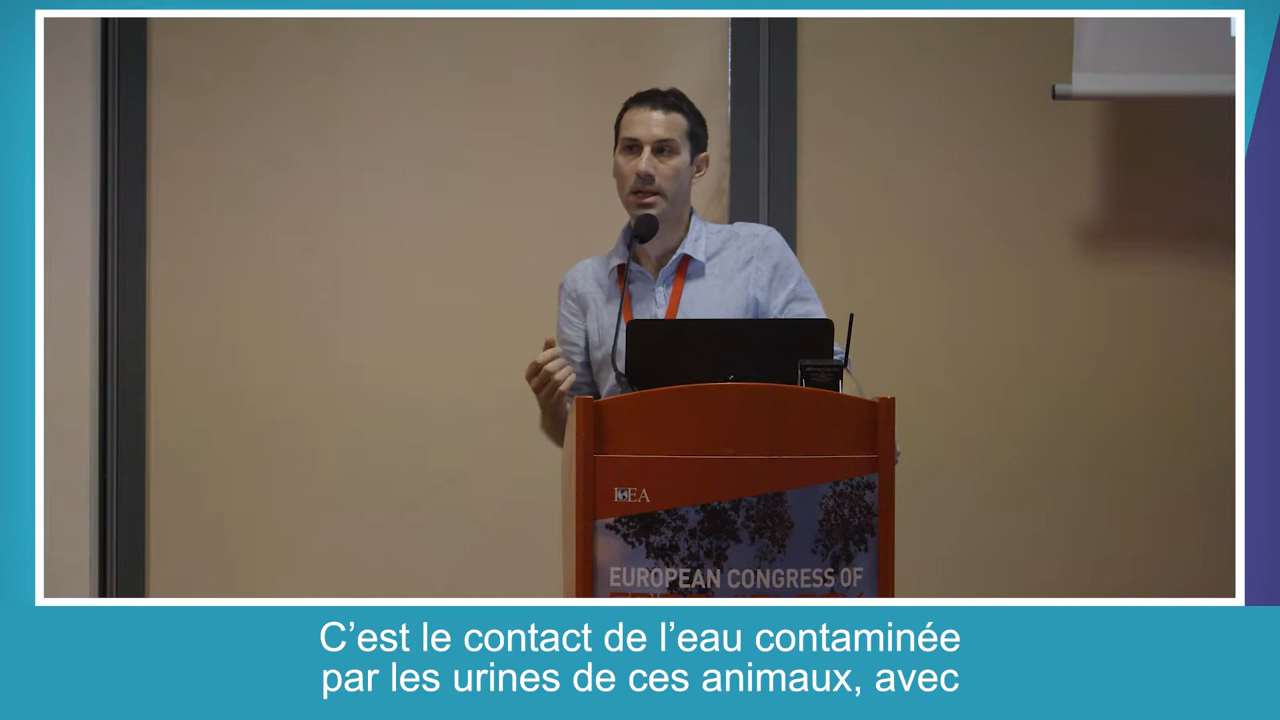 IEA
EUROPEAN CONGRESS OF
C’est le contact de l’eau contaminée
par les urines de ces animaux, avec